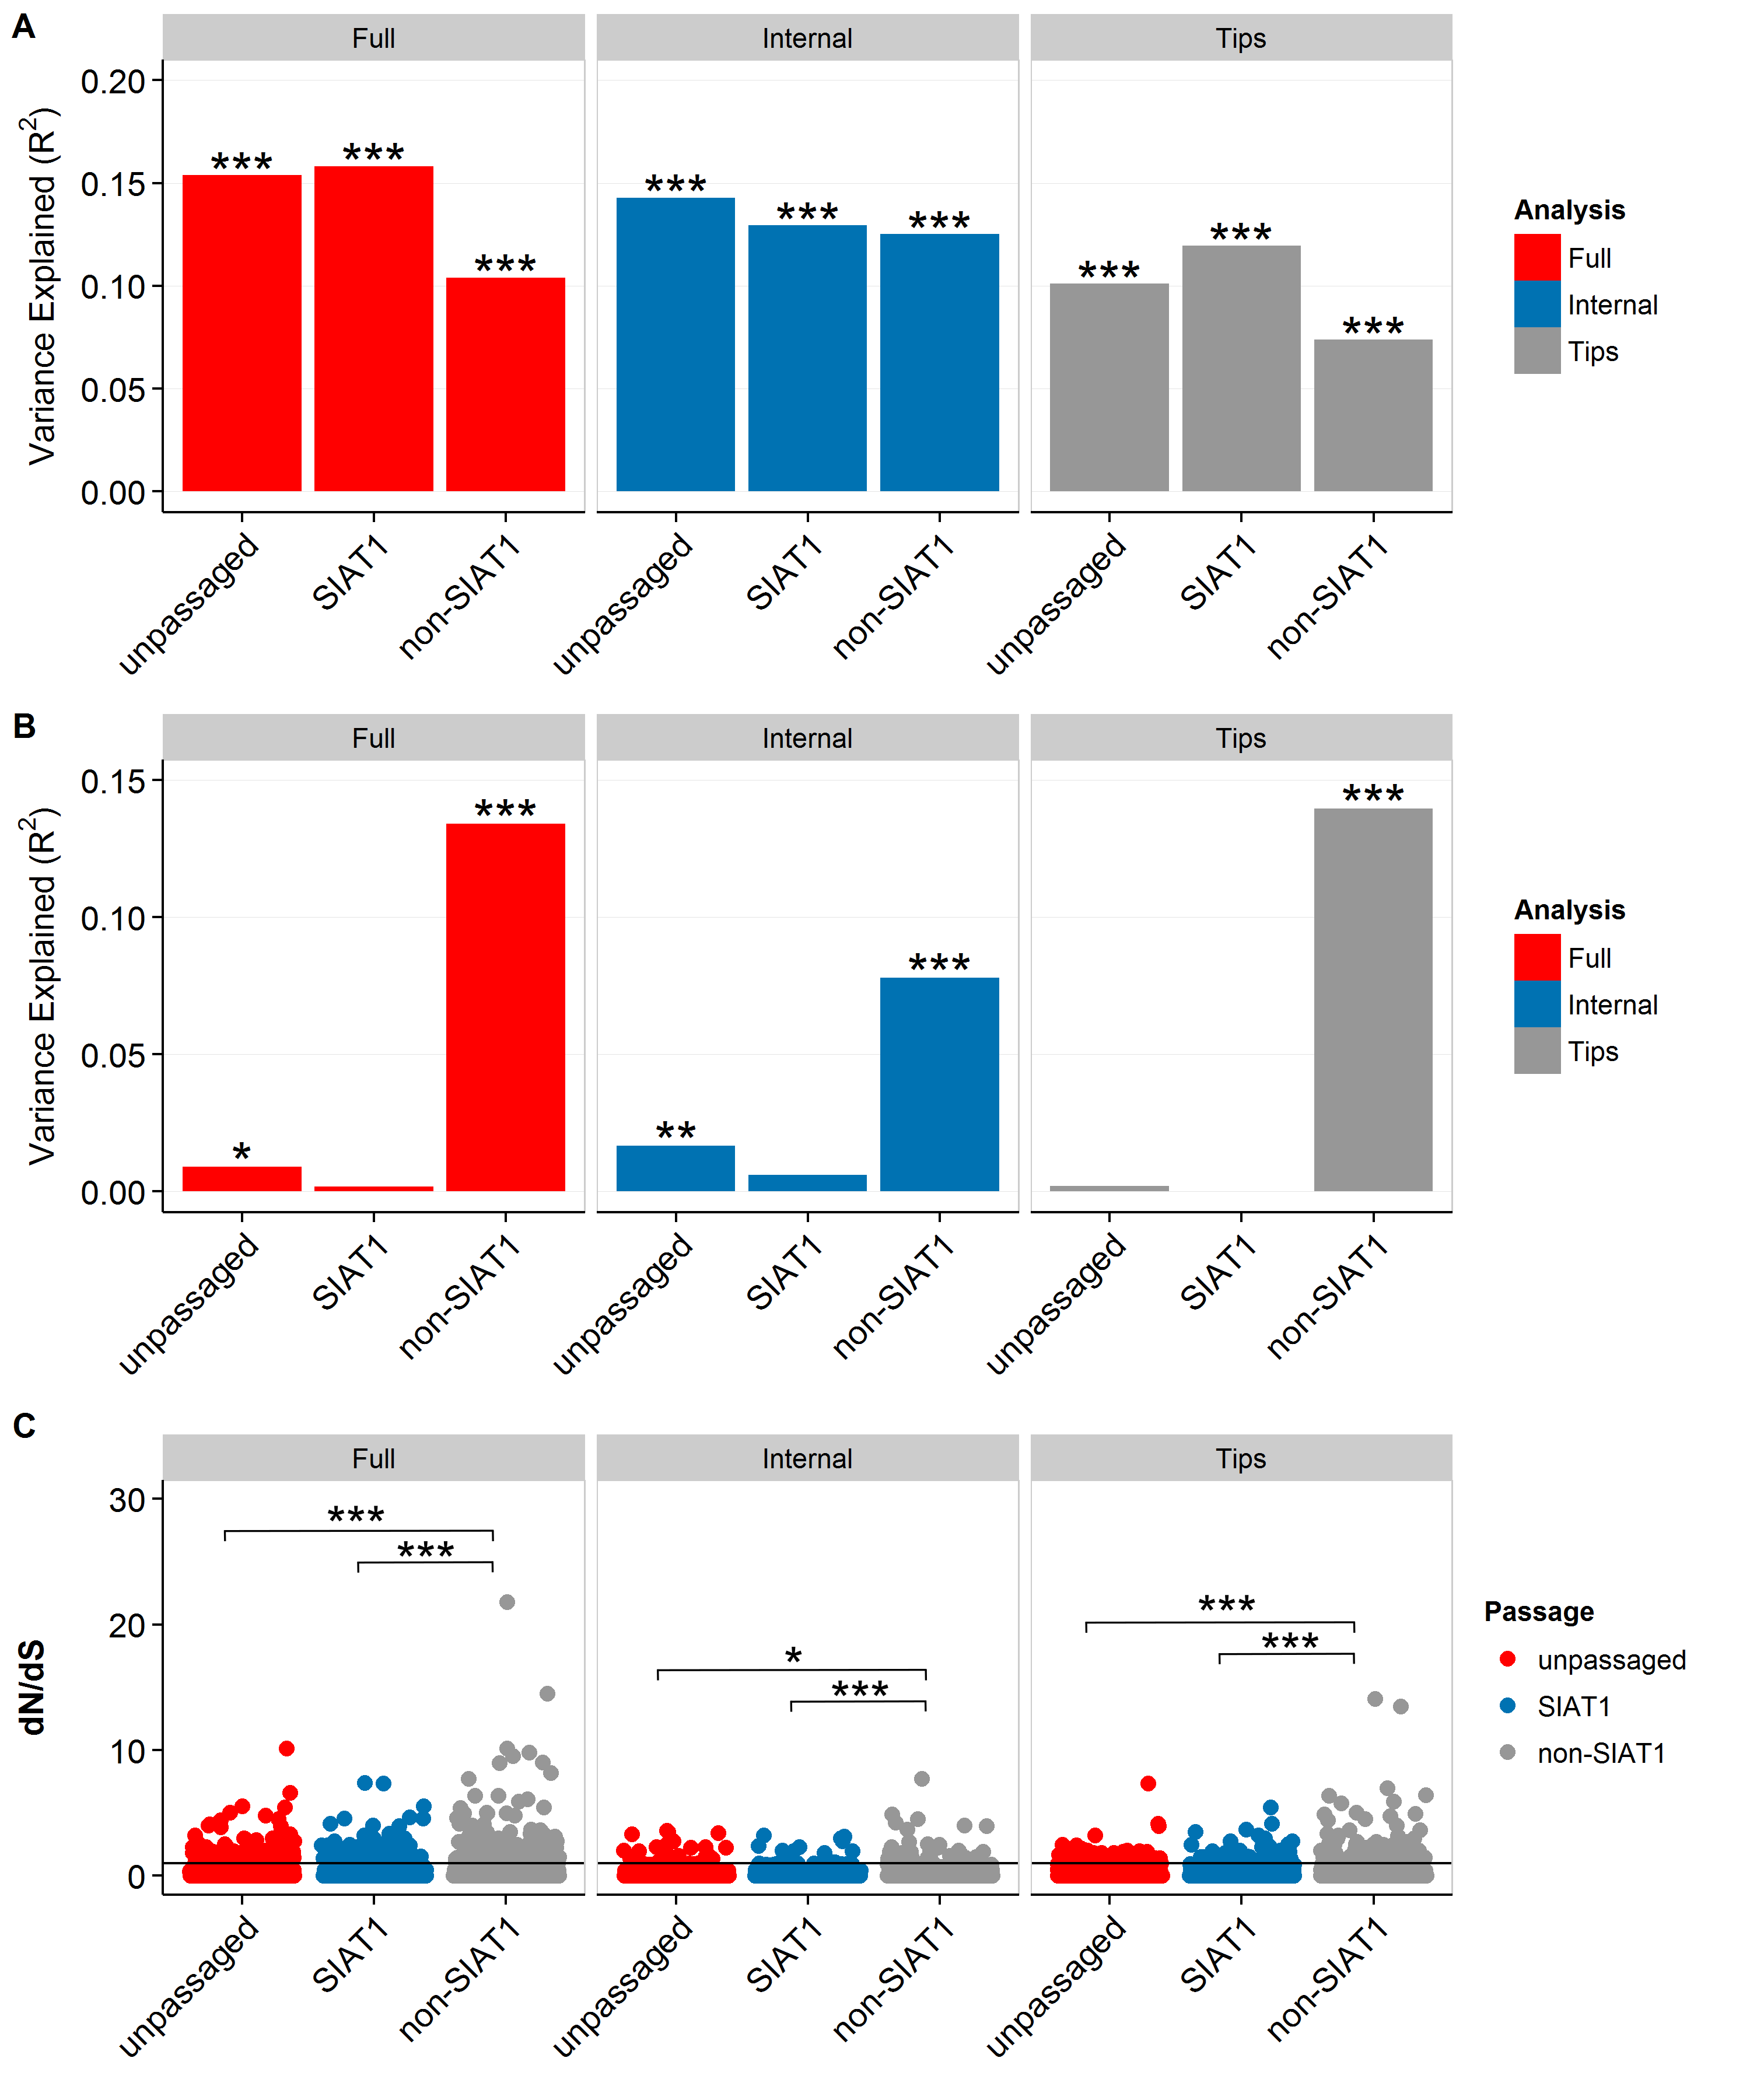 A
Full Internal Tips
Variance Explained (R2)
0.20
0.15
0.10
0.05
0.00
*** *** ***
*** *** ***
*** *** ***
unpassaged SIAT1 non-SIAT1 unpassaged SIAT1 non-SIAT1 unpassaged SIAT1 non-SIAT1
Analysis
Full
Internal
Tips
B
Full Internal Tips
Variance Explained (R2)
0.15
0.10
0.05
0.00
* ***
** ***
***
unpassaged SIAT1 non-SIAT1 unpassaged SIAT1 non-SIAT1 unpassaged SIAT1 non-SIAT1
Analysis
Full
Internal
Tips
C
Full Internal Tips
dN/dS
30
20
10
0
***
***
*
***
***
***
unpassaged SIAT1 non-SIAT1 unpassaged SIAT1 non-SIAT1 unpassaged SIAT1 non-SIAT1
Passage
unpassaged
SIAT1
non-SIAT1